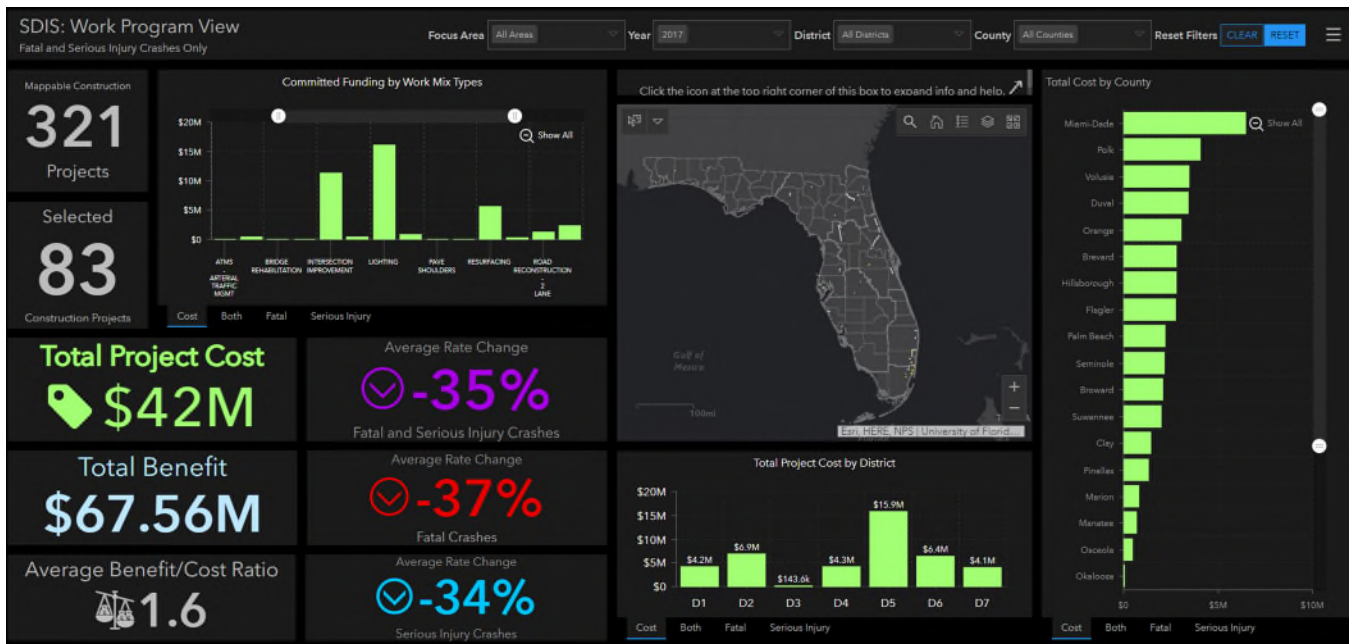 SDIS: Work Program View
Fatal and Serious Injury Crashes Only
Focus Area All Areas Year 2017 District All Districts County All Counties Reset Filters CLEAR RESET
Mappable Construction
321
Projects
Selected
83
Construction Projects
Committed Funding by Work Mix Types
Show All
$20M
$15M
$10M
$5M
$0
ATMS - ARTERIAL TRAFFIC MGMT
BRIDGE REHABILITATION
INTERSECTION IMPROVEMENT
LIGHTING
PAVE SHOULDERS
RESURFACING
ROAD RECONSTRUCTION - 2 LANE
Cost Both Fatal Serious Injury
Total Project Cost
$42M
Total Benefit
$67.56M
Average Benefit/Cost Ratio
1.6
Average Rate Change
-35%
Fatal and Serious Injury Crashes
Average Rate Change
-37%
Fatal Crashes
Average Rate Change
-34%
Serious Injury Crashes
Click the icon at the top right corner of this box to expand info and help.
Gulf of
Mexico
100mi
+
−
Esri, HERE, NPS | University of Florid...
Total Project Cost by District
$20M
$15M
$10M
$5M
$0
$4.2M
$6.9M
$143.6k
$4.3M
$15.9M
$6.4M
$4.1M
D1 D2 D3 D4 D5 D6 D7
Cost Both Fatal Serious Injury
Total Cost by County
Show All
Miami-Dade
Polk
Volusia
Duval
Orange
Brevard
Hillsborough
Flagler
Palm Beach
Seminole
Broward
Suwannee
Clay
Pinellas
Marion
Manatee
Osceola
Okaloosa
$0 $5M $10M
Cost Both Fatal Serious Injury